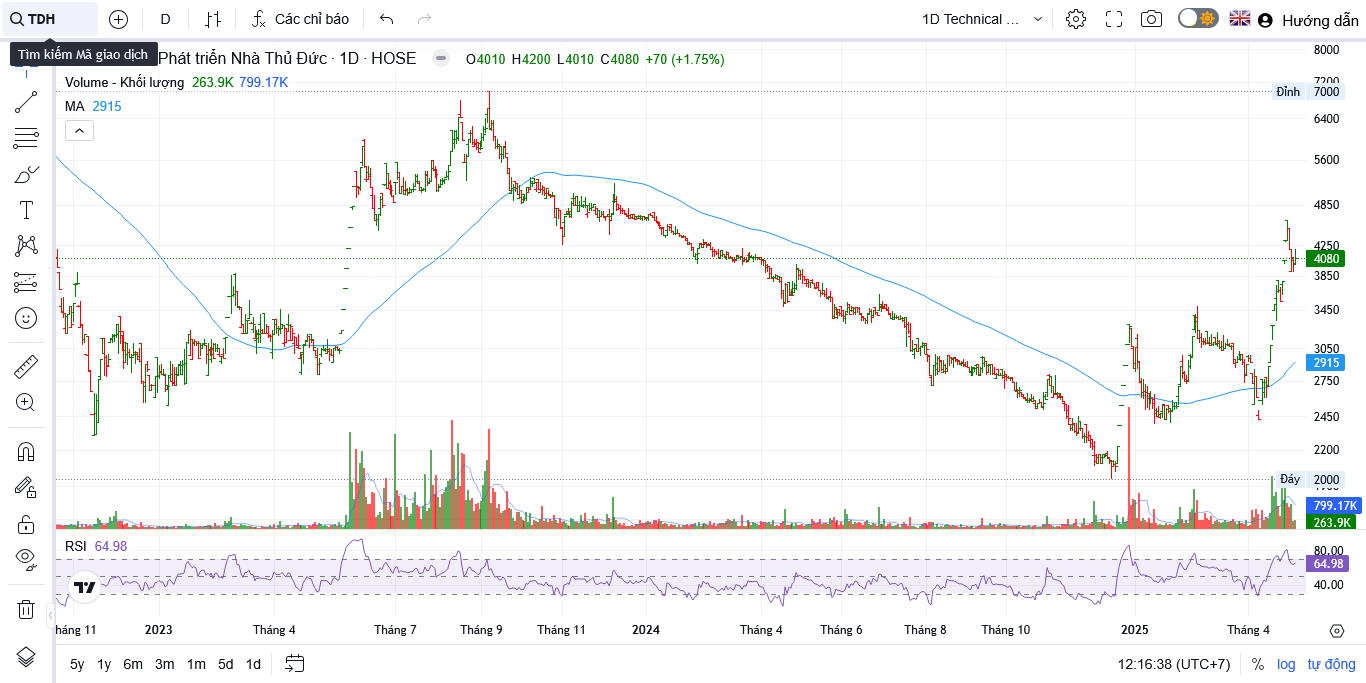 TDH
D
Các chỉ báo
1D Technical ...
Hướng dẫn
Tìm kiếm Mã giao dịch
Phát triển Nhà Thủ Đức · 1D · HOSE
O4010 H4200 L4010 C4080 +70 (+1.75%)
Volume - Khối lượng 263.9K 799.17K
MA 2915
8000
7200
Đỉnh 7000
6400
5600
4850
4250
4080
3850
3450
3050
2915
2750
2450
2200
Đáy 2000
799.17K
263.9K
RSI 64.98
80.00
64.98
40.00
háng 11 2023 Tháng 4 Tháng 7 Tháng 9 Tháng 11 2024 Tháng 4 Tháng 6 Tháng 8 Tháng 10 2025 Tháng 4
5y 1y 6m 3m 1m 5d 1d
12:16:38 (UTC+7) % log tự động